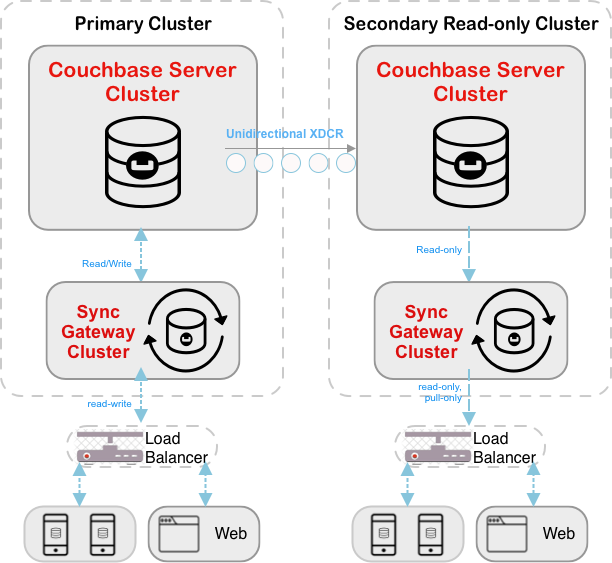 Primary Cluster
Secondary Read-only Cluster
Couchbase Server
Cluster
Couchbase Server
Cluster
Unidirectional XDCR
Read/Write
Read-only
Sync
Gateway
Cluster
Sync
Gateway
Cluster
read-write
read-only,
pull-only
Load
Balancer
Load
Balancer
Web
Web